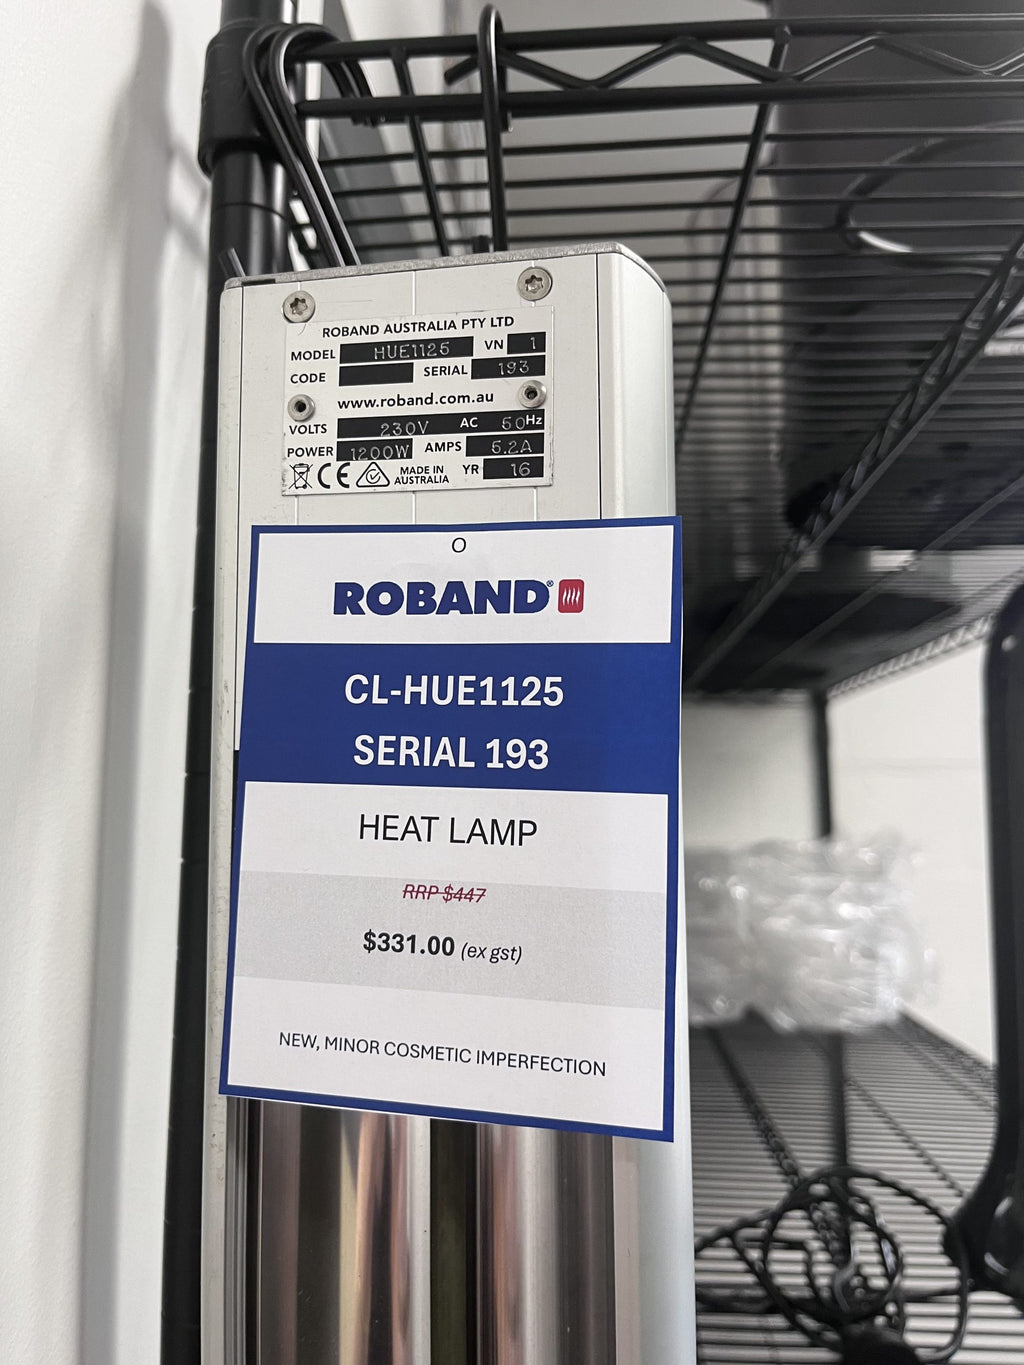 ROBAND AUSTRALIA PTY LTD
MODEL HUE1125 VN 1
CODE SERIAL 193
www.roband.com.au
VOLTS 230V AC 50Hz
POWER 1200W AMPS 5.2A
CE MADE IN AUSTRALIA YR 16
ROBAND®
CL-HUE1125
SERIAL 193
HEAT LAMP
RRP $447
$331.00 (ex gst)
NEW, MINOR COSMETIC IMPERFECTION